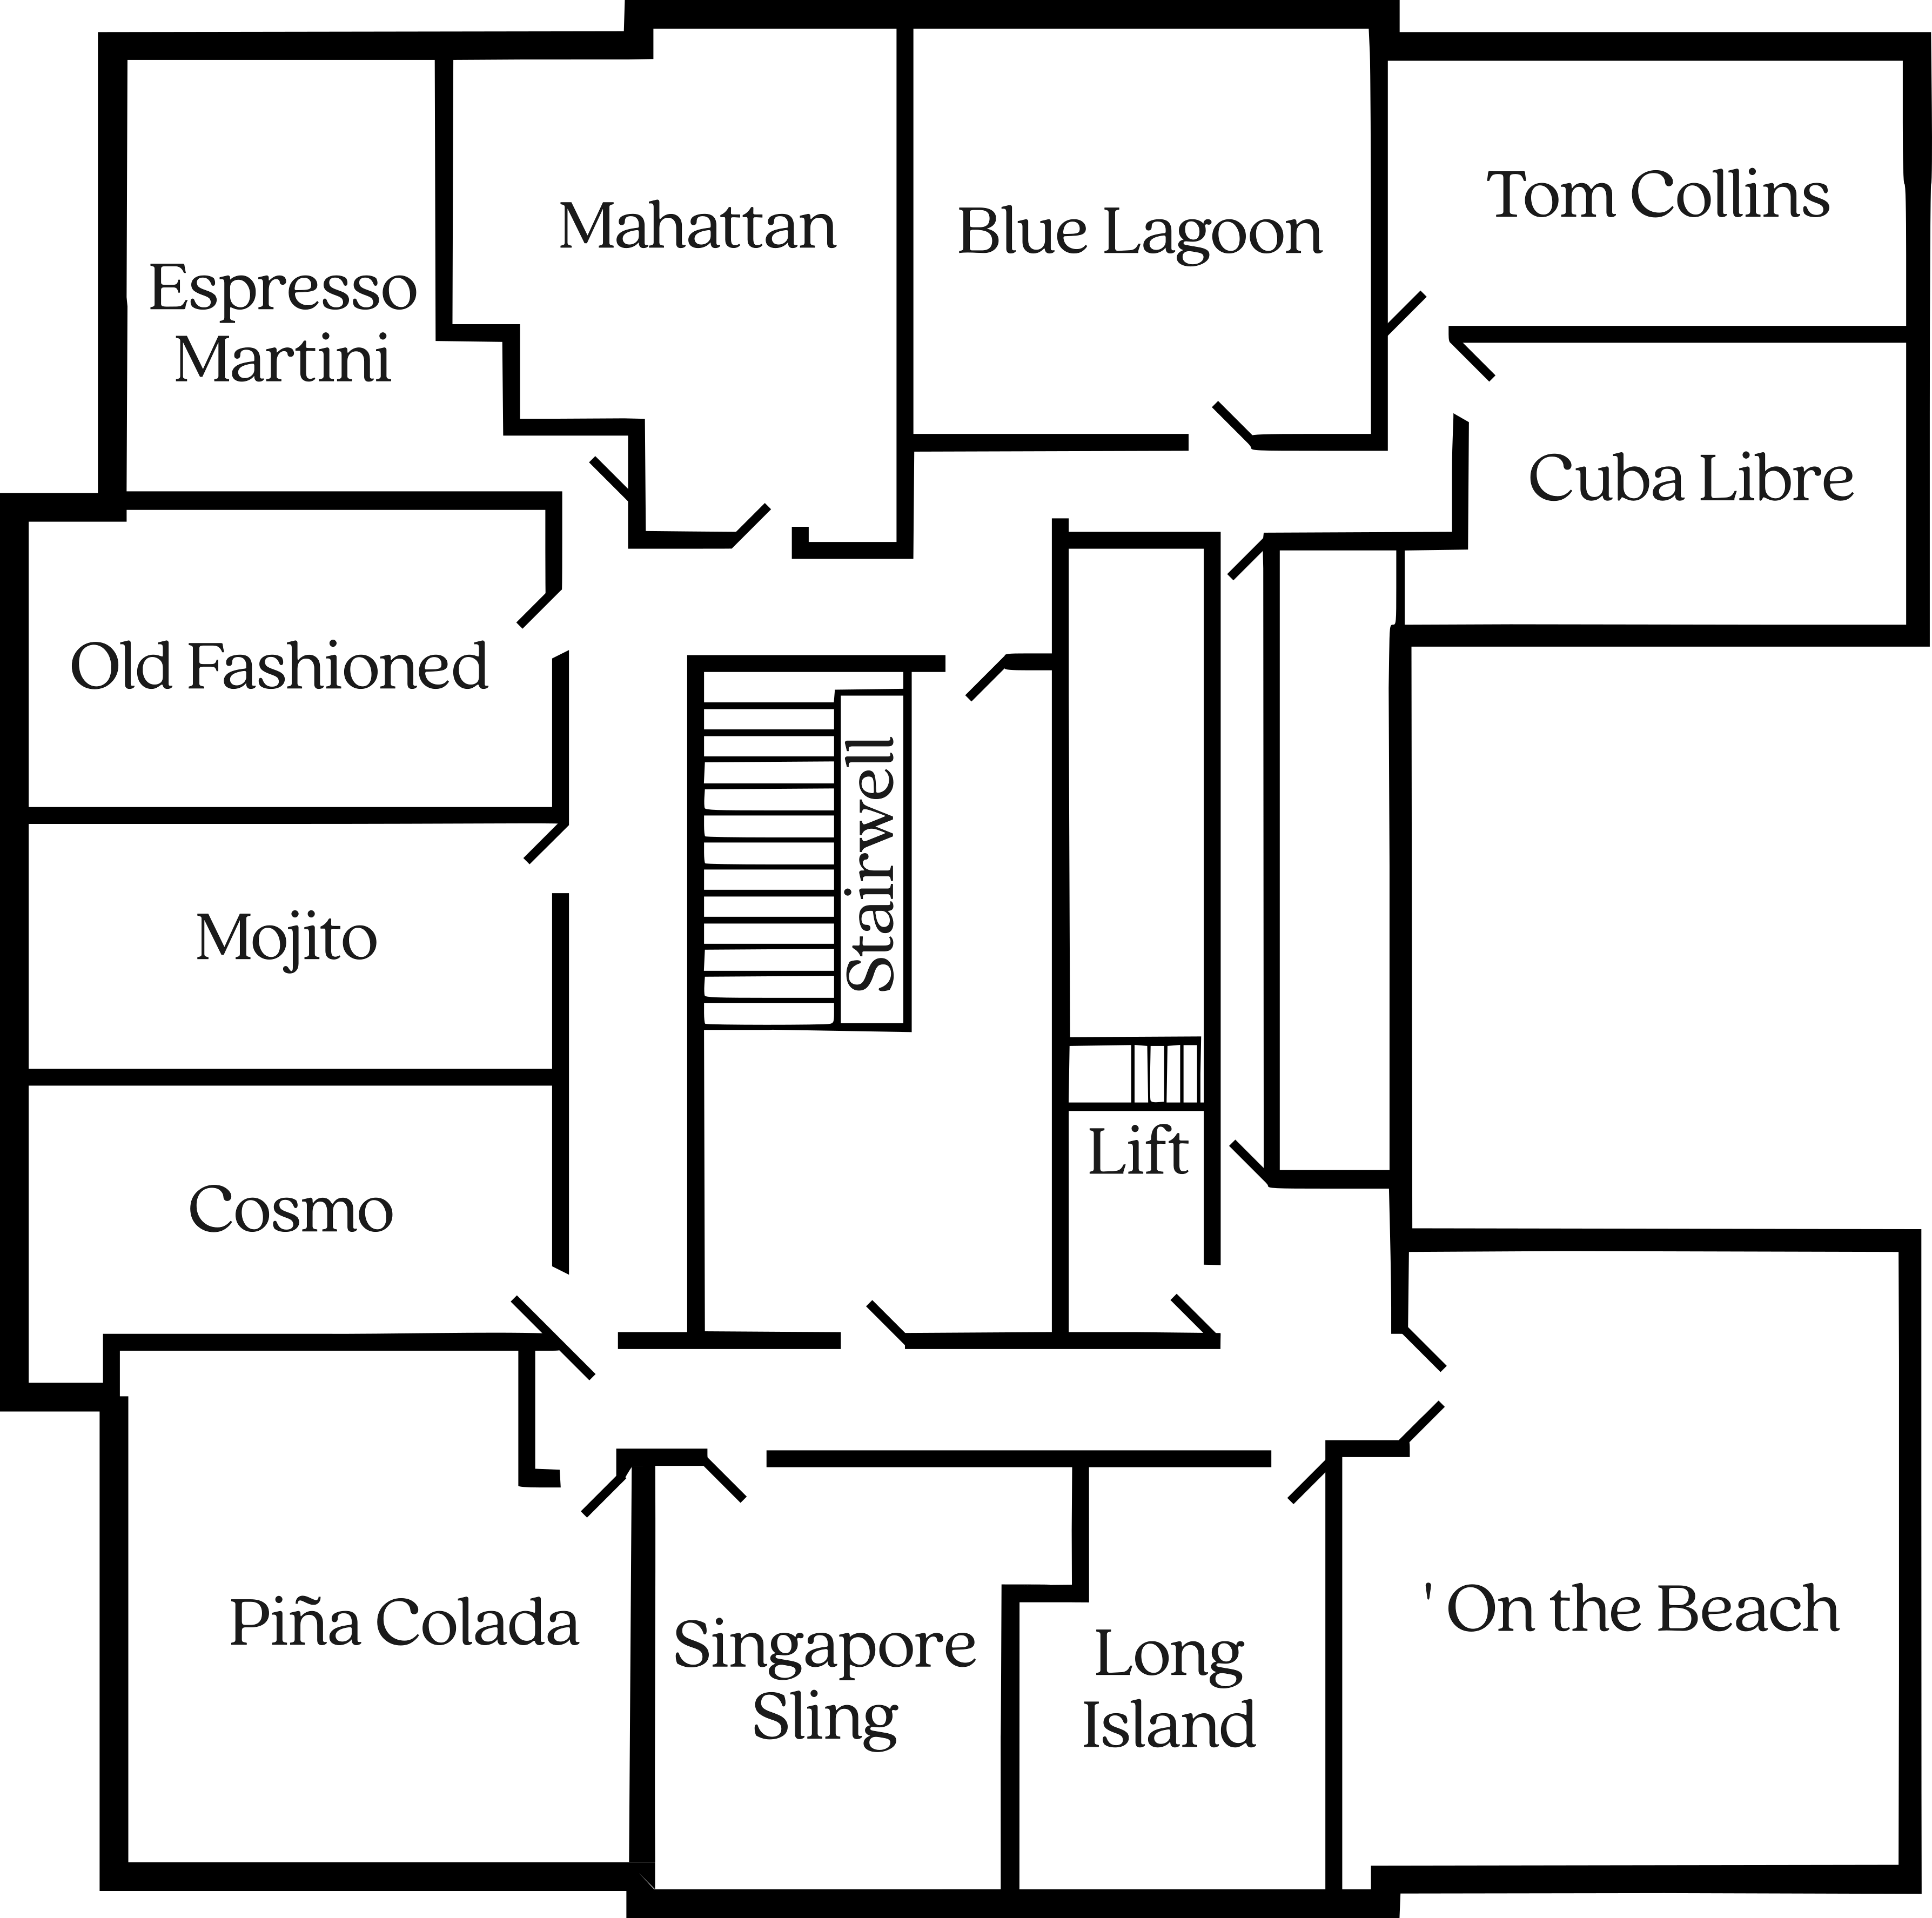 Tom Collins
Mahattan
Blue Lagoon
Espresso
Martini
Cuba Libre
Old Fashioned
Stairwell
Mojito
Lift
Cosmo
'On the Beach
Piña Colada
Singapore
Sling
Long
Island